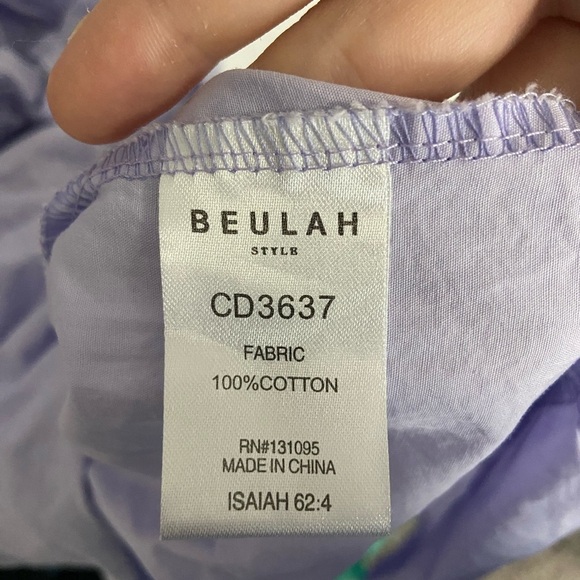 BEULAH
STYLE
CD3637
FABRIC
100%COTTON
RN#131095
MADE IN CHINA
ISAIAH 62:4